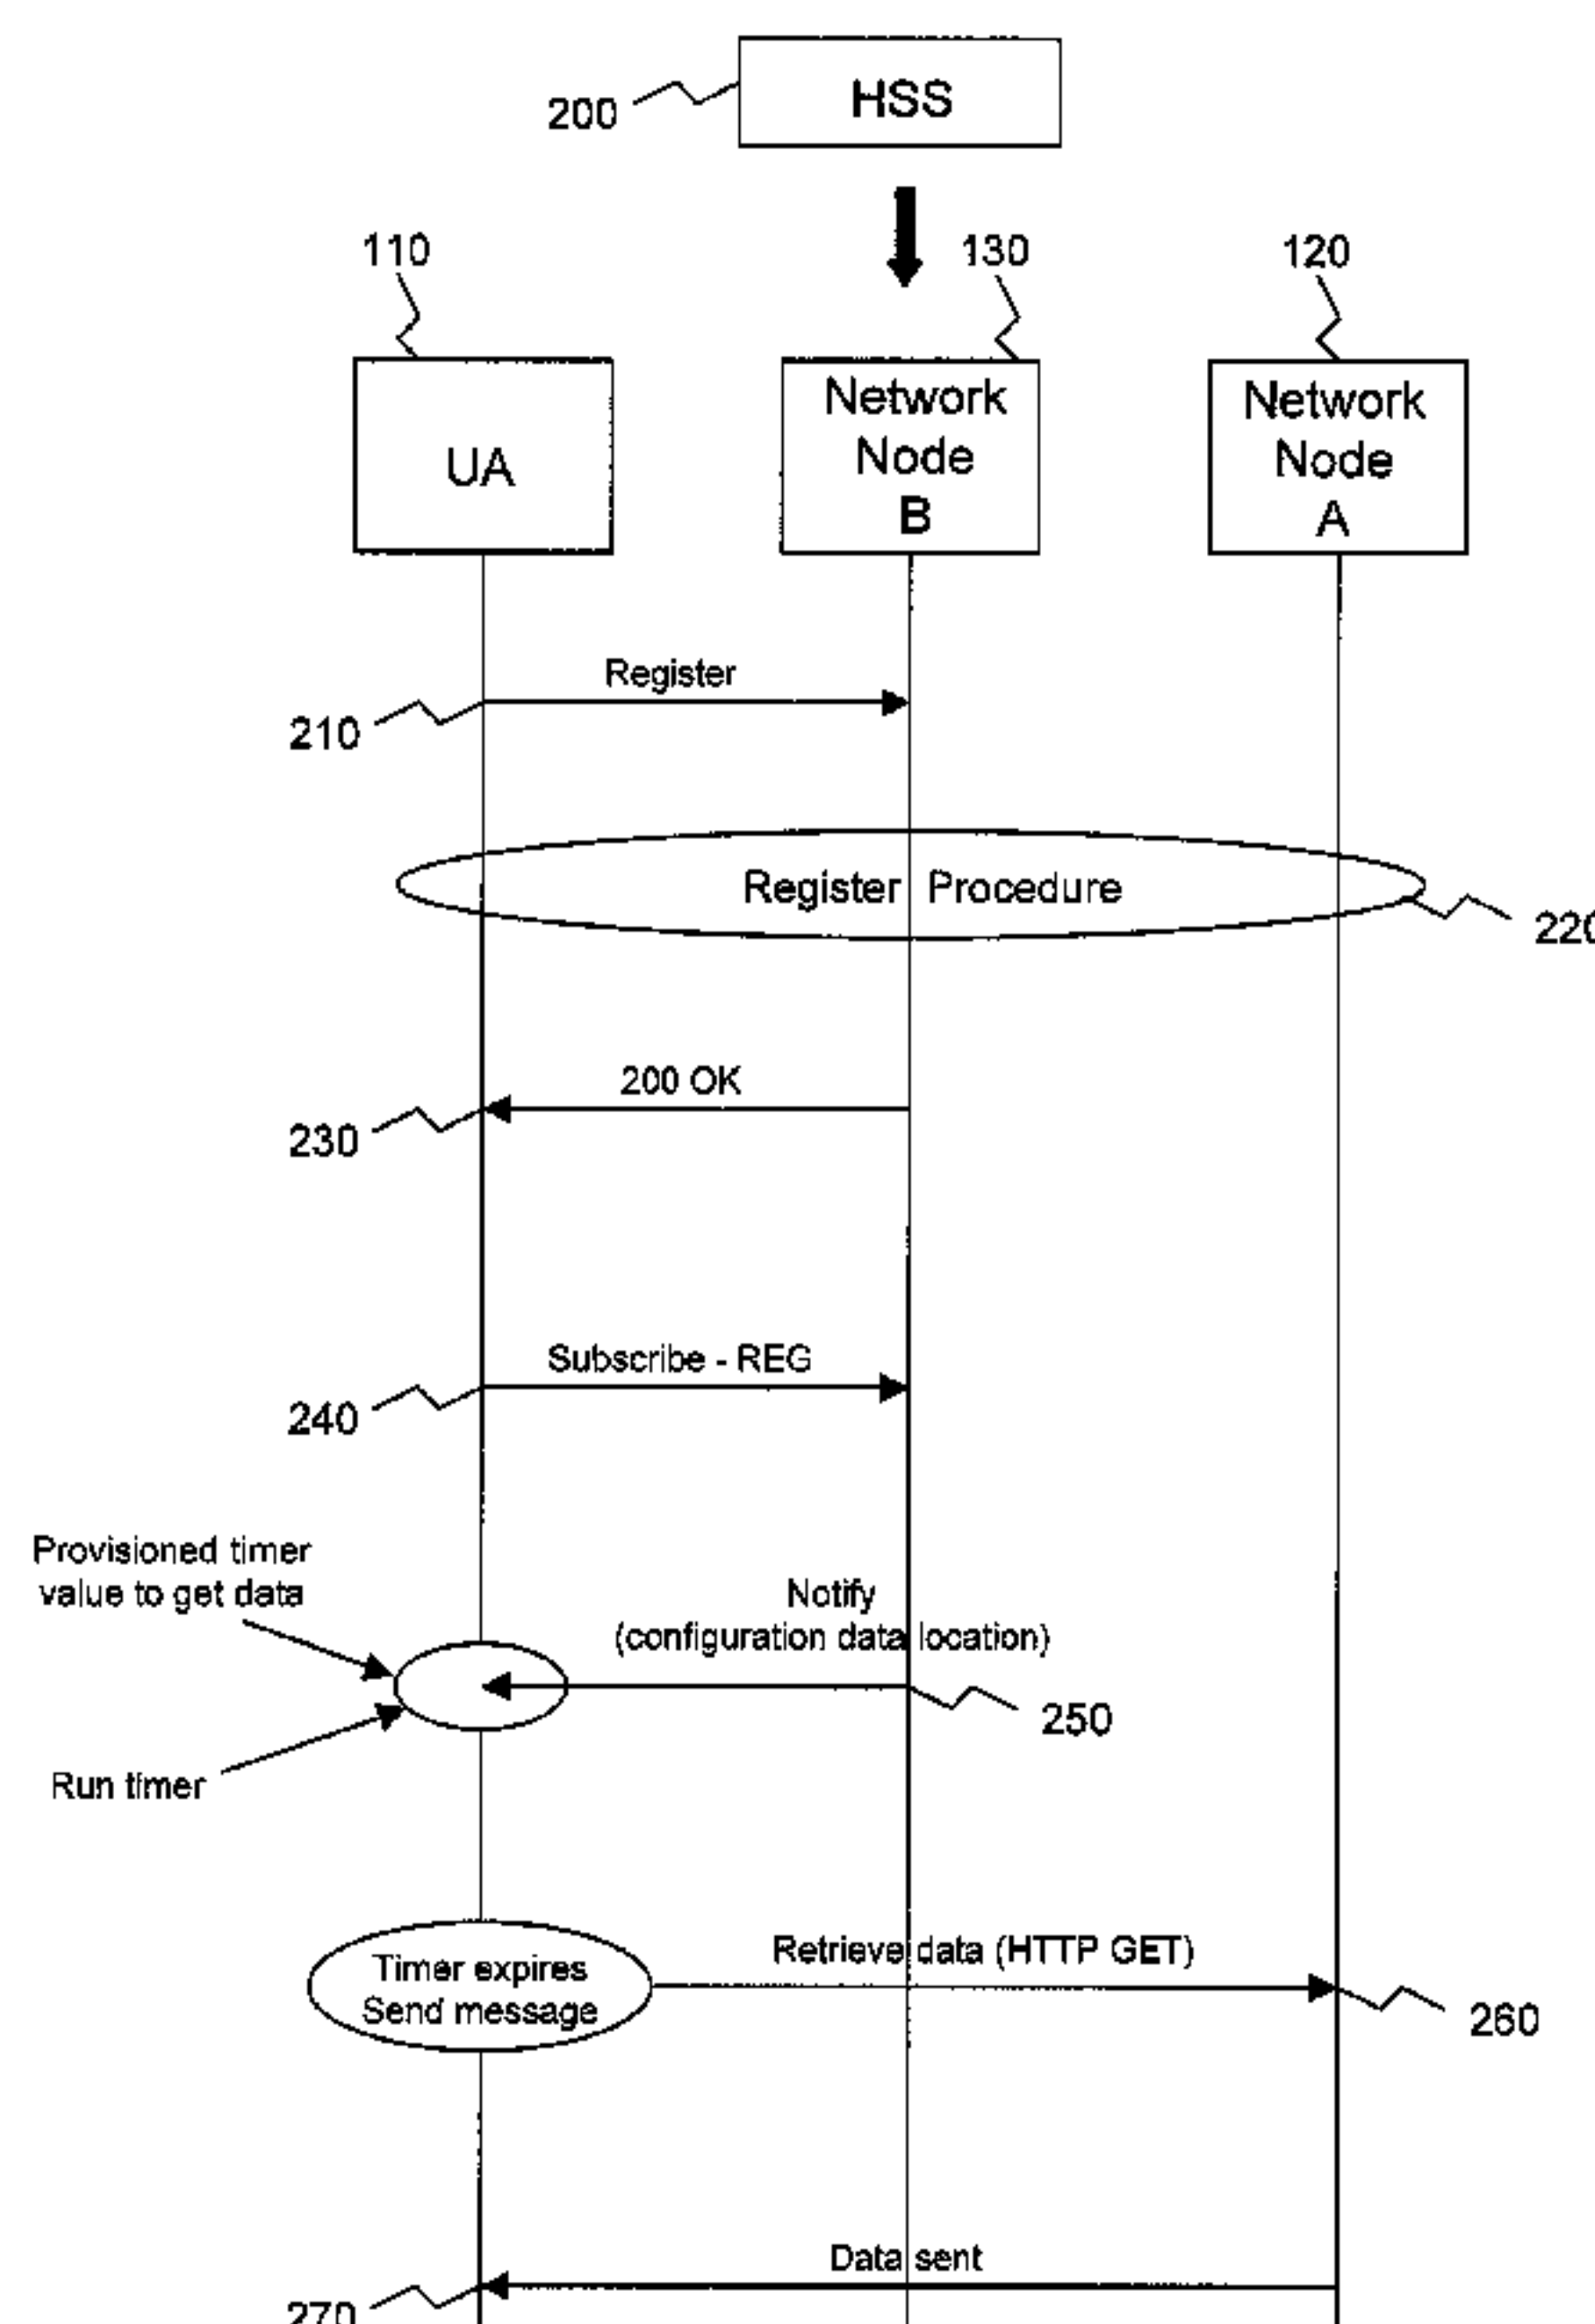 HSS
200
110
130
120
UA
Network
Node
B
Network
Node
A
Register
210
Register Procedure
220
200 OK
230
Subscribe - REG
240
Provisioned timer
value to get data
Notify
(configuration data location)
250
Run timer
Timer expires
Send message
Retrieve data (HTTP GET)
260
Data sent
270